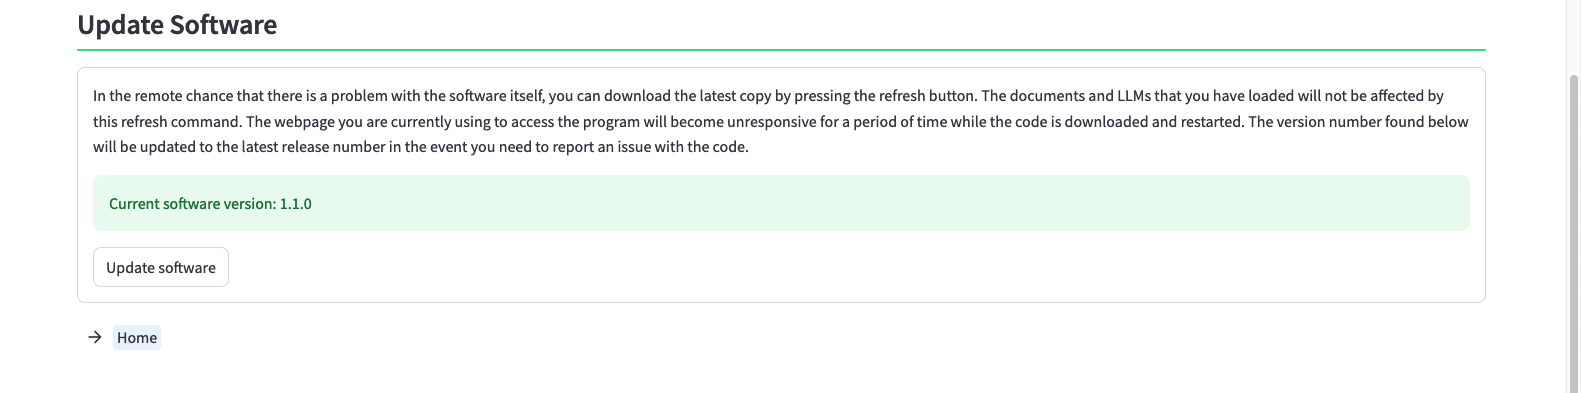 Update Software
In the remote chance that there is a problem with the software itself, you can download the latest copy by pressing the refresh button. The documents and LLMs that you have loaded will not be affected by
this refresh command. The webpage you are currently using to access the program will become unresponsive for a period of time while the code is downloaded and restarted. The version number found below
will be updated to the latest release number in the event you need to report an issue with the code.
Current software version: 1.1.0
Update software
Home